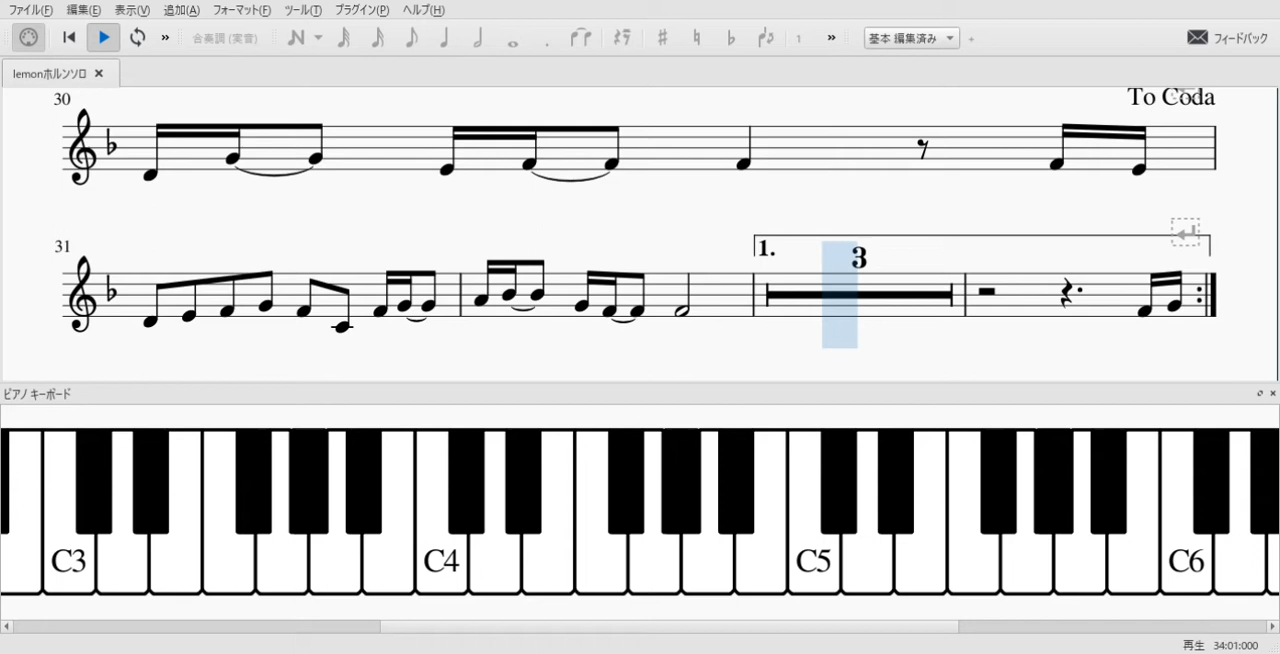 ファイル(F) 編集(E) 表示(V) 追加(A) フォーマット(F) ツール(T) プラグイン(P) ヘルプ(H)
合奏調 (実音) 1 基本 編集済み フィードバック
lemonホルンソロ
30
To Coda
31
1. 3
ピアノ キーボード
C3 C4 C5 C6
再生 34:01:000